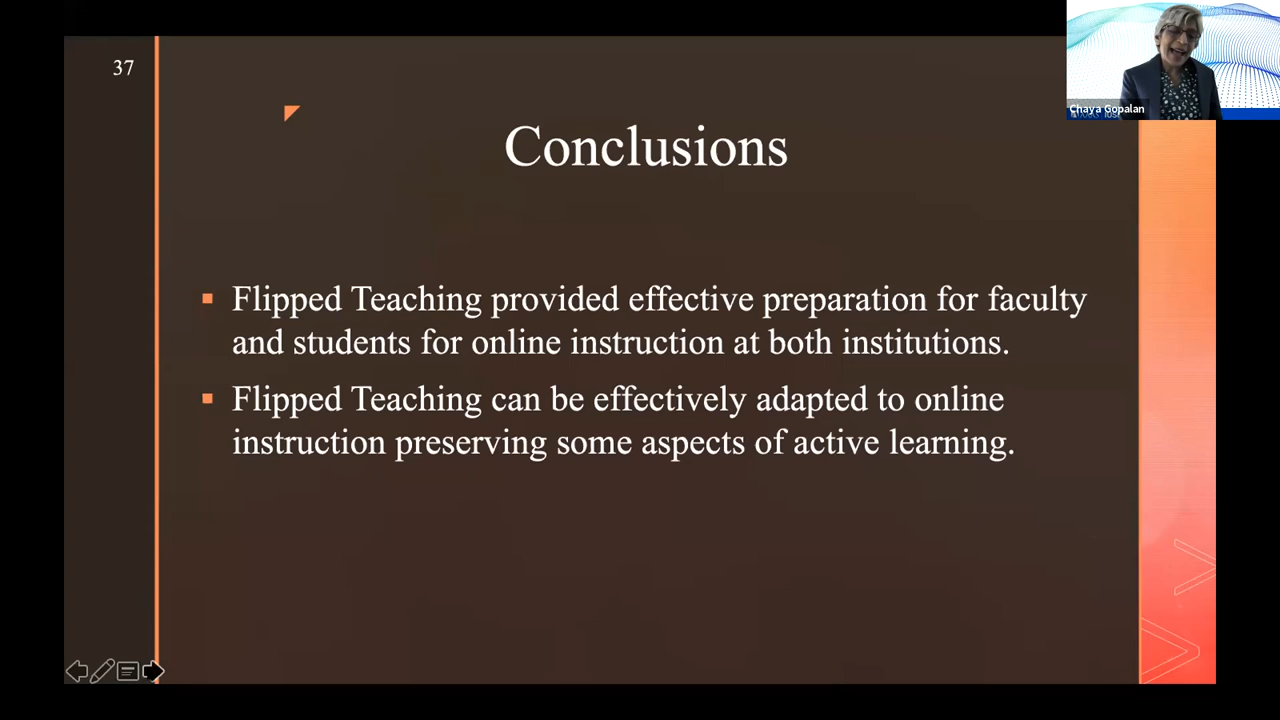 37
Chaya Gopalan
Conclusions
▪ Flipped Teaching provided effective preparation for faculty
and students for online instruction at both institutions.
▪ Flipped Teaching can be effectively adapted to online
instruction preserving some aspects of active learning.